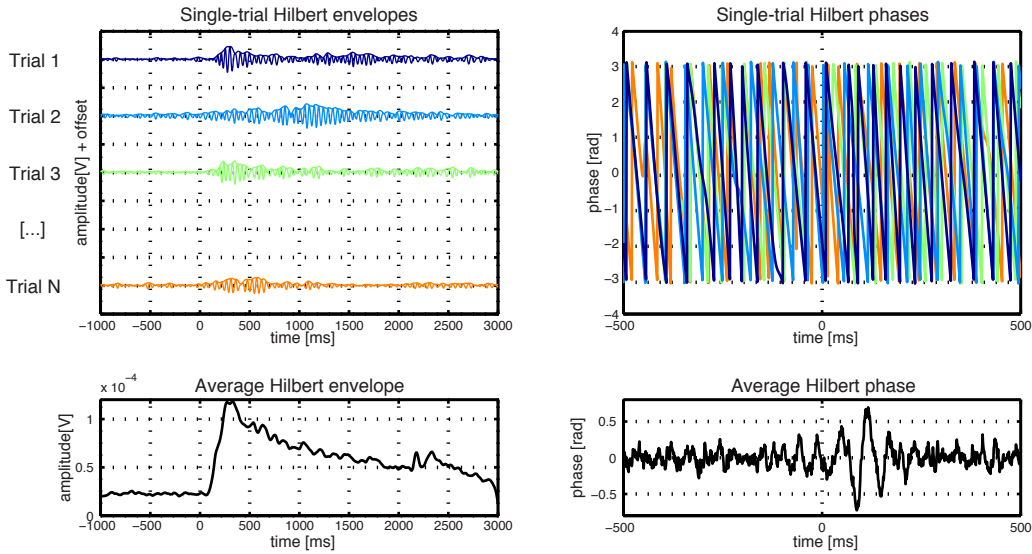 Single-trial Hilbert envelopes
Trial 1
Trial 2
Trial 3
[...]
Trial N
amplitude[V] + offset
−1000 −500 0 500 1000 1500 2000 2500 3000
time [ms]
Single-trial Hilbert phases
4
3
2
1
0
−1
−2
−3
−4
phase [rad]
−500 0 500
time [ms]
Average Hilbert envelope
x 10⁻⁴
1
0.5
0
amplitude[V]
−1000 −500 0 500 1000 1500 2000 2500 3000
time [ms]
Average Hilbert phase
0.5
0
−0.5
phase [rad]
−500 0 500
time [ms]